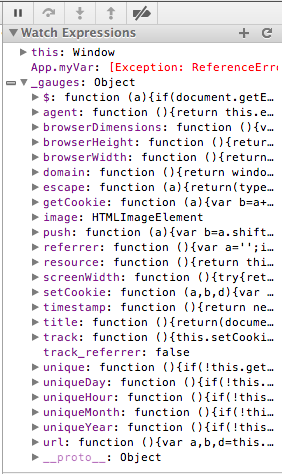 Watch Expressions
this: Window
App.myVar: [Exception: ReferenceErro
_gauges: Object
$: function (a){if(document.getE…
agent: function (){return this.e…
browserDimensions: function (){v…
browserHeight: function (){retur…
browserWidth: function (){return…
domain: function (){return windo…
escape: function (a){return(type…
getCookie: function (a){var b=a+…
image: HTMLImageElement
push: function (a){var b=a.shift…
referrer: function (){var a='';i…
resource: function (){return thi…
screenWidth: function (){try{ret…
setCookie: function (a,b,d){var …
timestamp: function (){return ne…
title: function (){return(docume…
track: function (){this.setCooki…
track_referrer: false
unique: function (){if(!this.get…
uniqueDay: function (){if(!this.…
uniqueHour: function (){if(!this…
uniqueMonth: function (){if(!thi…
uniqueYear: function (){if(!this…
url: function (){var a,b,d=this.…
__proto__: Object